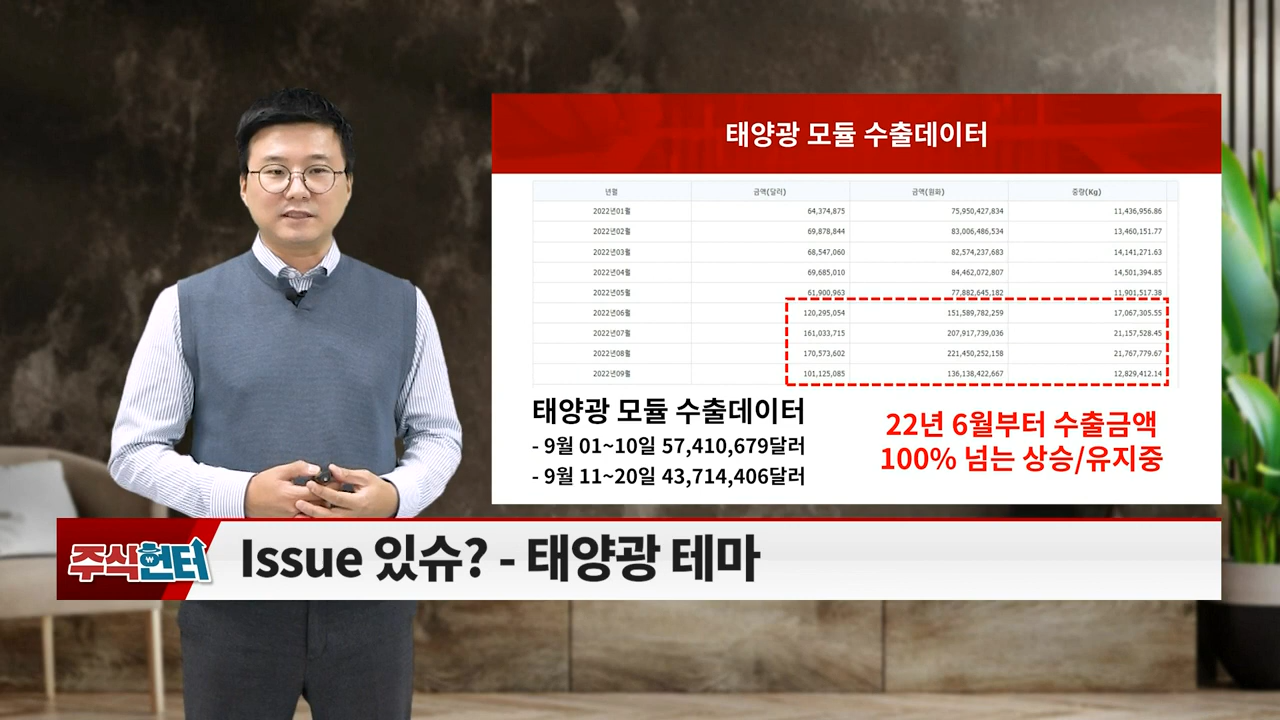 태양광 모듈 수출데이터
년월 금액(달러) 금액(원화) 중량(Kg)
2022년01월 64,374,875 75,950,427,834 11,436,956.86
2022년02월 69,878,844 83,006,486,534 13,460,151.77
2022년03월 68,547,060 82,574,237,683 14,141,271.63
2022년04월 69,685,010 84,462,072,807 14,501,394.85
2022년05월 61,900,963 77,882,645,182 11,901,517.38
2022년06월 120,295,054 151,589,782,259 17,067,305.55
2022년07월 161,033,715 207,917,739,036 21,157,528.45
2022년08월 170,573,602 221,450,252,158 21,767,779.67
2022년09월 101,125,085 136,138,422,667 12,829,412.14
태양광 모듈 수출데이터
- 9월 01~10일 57,410,679달러
- 9월 11~20일 43,714,406달러
22년 6월부터 수출금액
100% 넘는 상승/유지중
주식헌터
Issue 있슈? - 태양광 테마